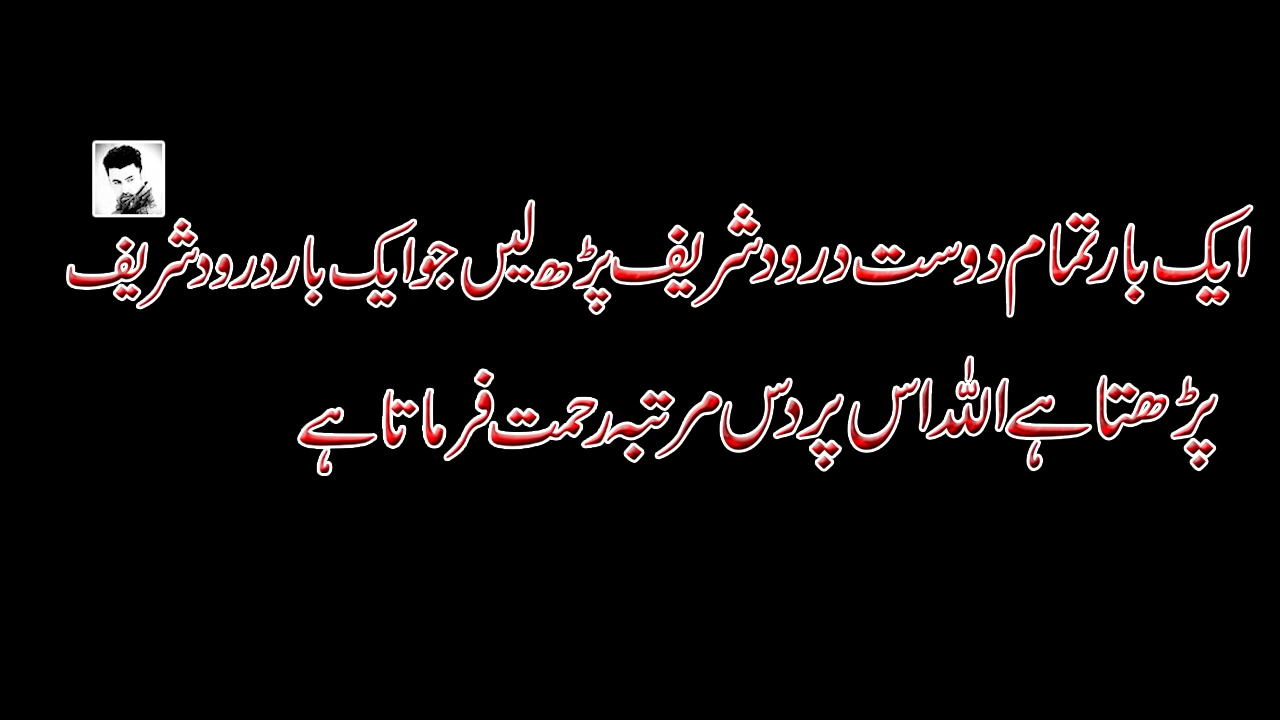 ایک بار تمام دوست درود شریف پڑھ لیں جو ایک بار درود شریف
پڑھتا ہے اللہ اس پر دس مرتبہ رحمت فرماتا ہے